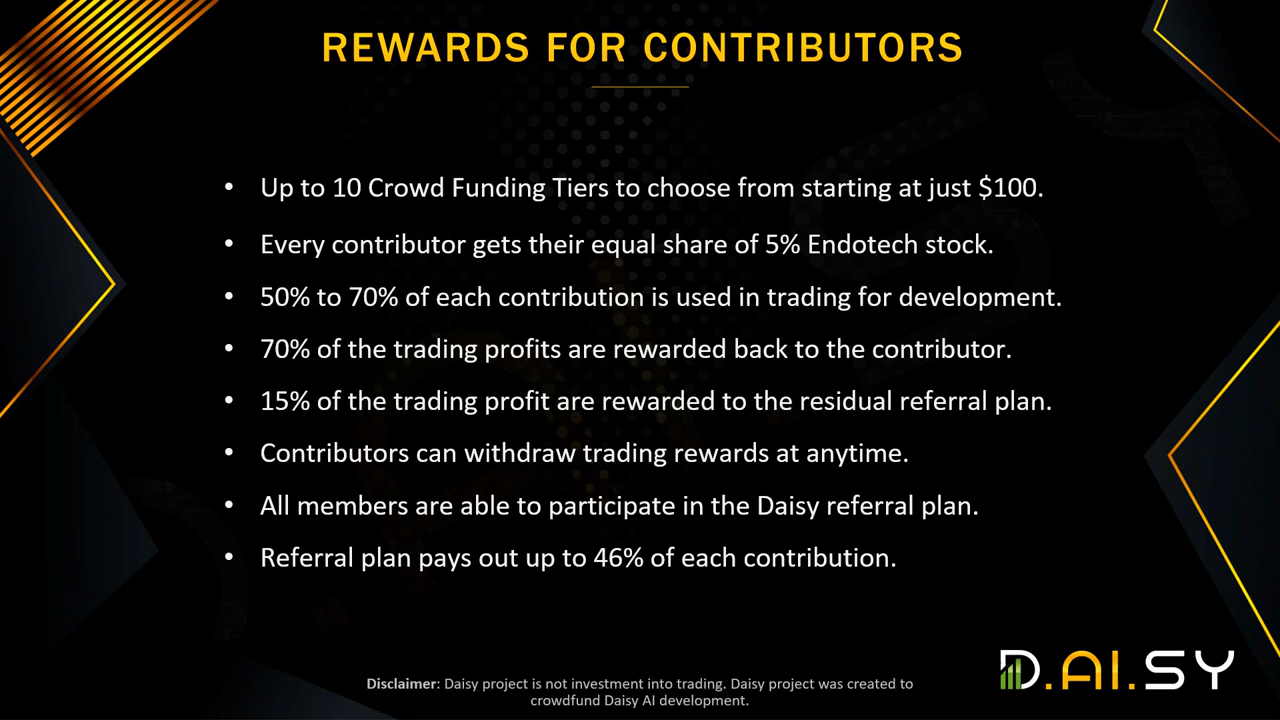 REWARDS FOR CONTRIBUTORS
• Up to 10 Crowd Funding Tiers to choose from starting at just $100.
• Every contributor gets their equal share of 5% Endotech stock.
• 50% to 70% of each contribution is used in trading for development.
• 70% of the trading profits are rewarded back to the contributor.
• 15% of the trading profit are rewarded to the residual referral plan.
• Contributors can withdraw trading rewards at anytime.
• All members are able to participate in the Daisy referral plan.
• Referral plan pays out up to 46% of each contribution.
D.AI.SY
Disclaimer: Daisy project is not investment into trading. Daisy project was created to
crowdfund Daisy AI development.